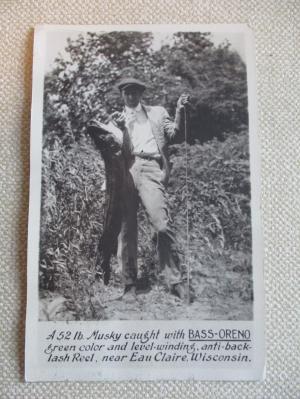 A 52 lb. Musky caught with BASS-ORENO
green color and level-winding, anti-back-
lash Reel, near Eau Claire, Wisconsin.